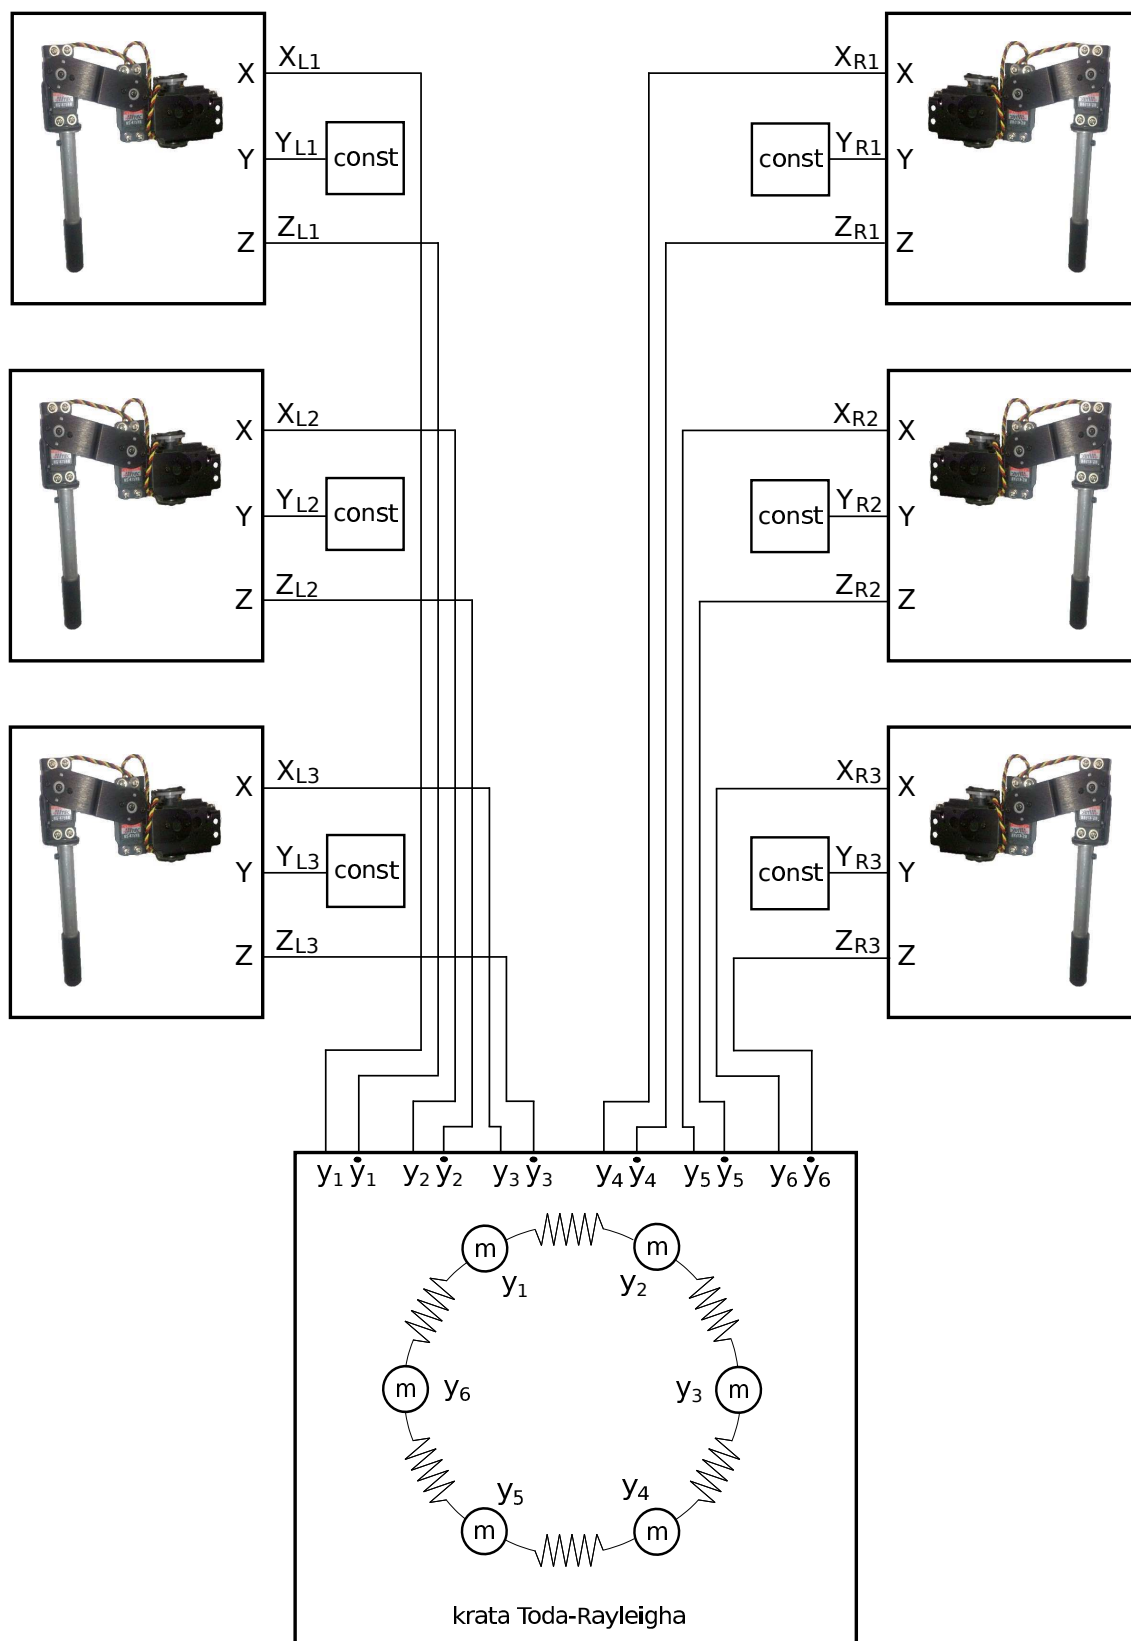 X X_L1
Y Y_L1 const
Z Z_L1
X_R1 X
const Y_R1 Y
Z_R1 Z
X X_L2
Y Y_L2 const
Z Z_L2
X_R2 X
const Y_R2 Y
Z_R2 Z
X X_L3
Y Y_L3 const
Z Z_L3
X_R3 X
const Y_R3 Y
Z_R3 Z
y₁ ẏ₁ y₂ ẏ₂ y₃ ẏ₃ y₄ ẏ₄ y₅ ẏ₅ y₆ ẏ₆
m m
y₁ y₂
m y₆ y₃ m
y₅ y₄
m m
krata Toda-Rayleigha